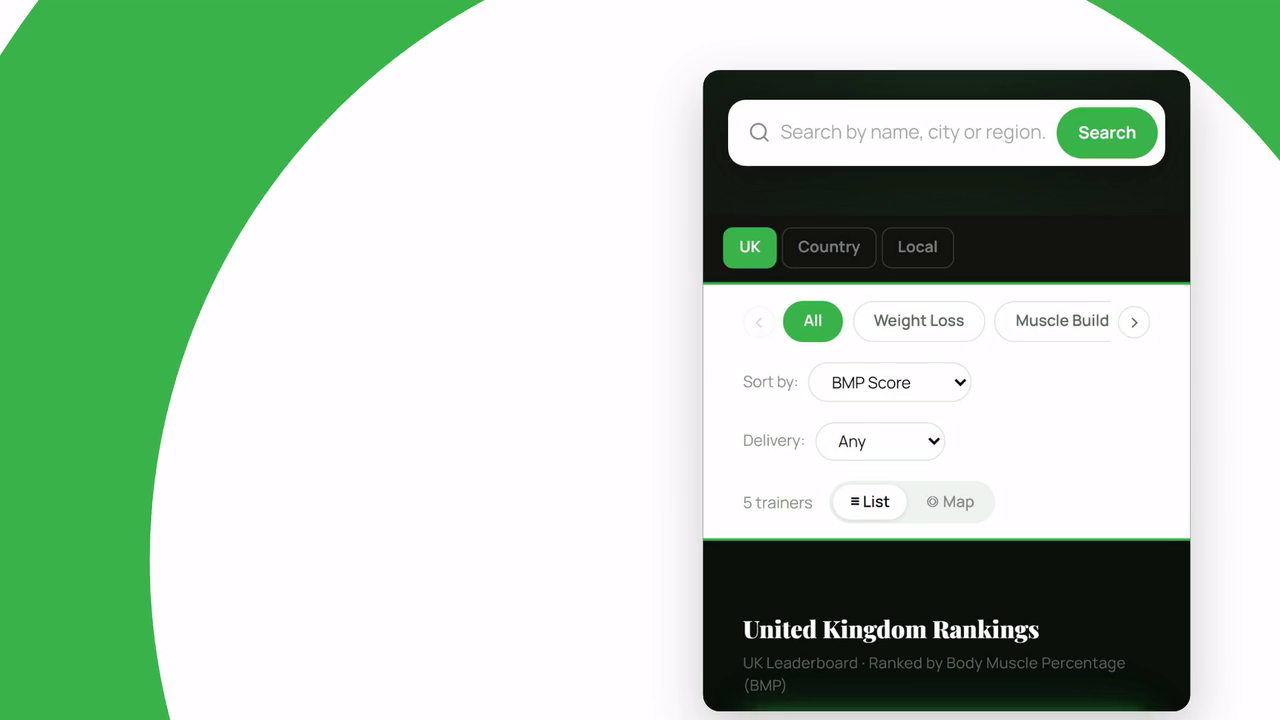 Search by name, city or region.
Search
UK
Country
Local
All
Weight Loss
Muscle Build
Sort by:
BMP Score
Delivery:
Any
5 trainers
List
Map
United Kingdom Rankings
UK Leaderboard · Ranked by Body Muscle Percentage
(BMP)